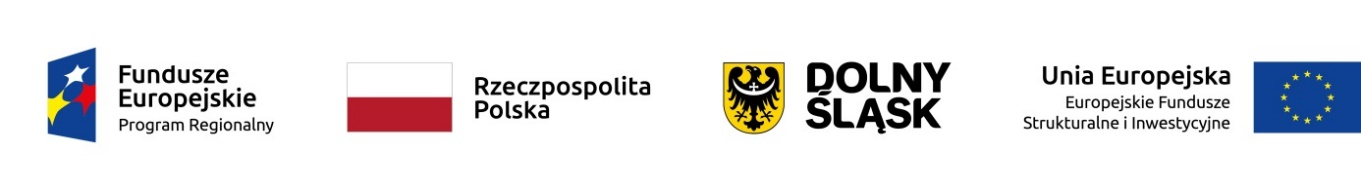 Fundusze
Europejskie
Program Regionalny
Rzeczpospolita
Polska
DOLNY
ŚLĄSK
Unia Europejska
Europejskie Fundusze
Strukturalne i Inwestycyjne